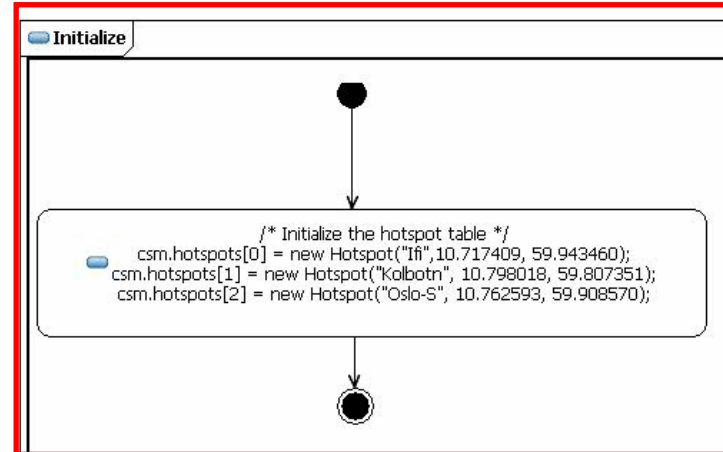 Initialize
/* Initialize the hotspot table */
csm.hotspots[0] = new Hotspot("Ifi",10.717409, 59.943460);
csm.hotspots[1] = new Hotspot("Kolbotn", 10.798018, 59.807351);
csm.hotspots[2] = new Hotspot("Oslo-S", 10.762593, 59.908570);